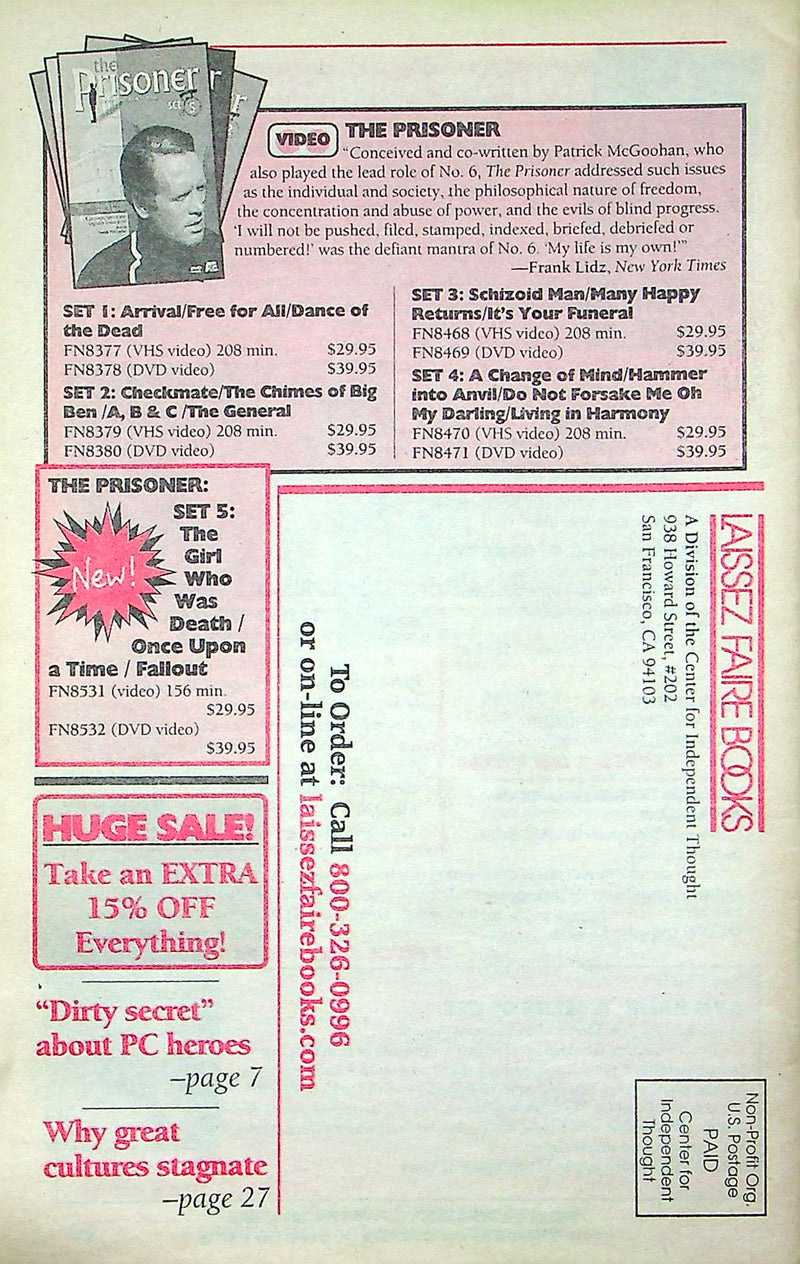 the
Prisoner
SET 5
VIDEO
THE PRISONER
“Conceived and co-written by Patrick McGoohan, who
also played the lead role of No. 6, The Prisoner addressed such issues
as the individual and society, the philosophical nature of freedom,
the concentration and abuse of power, and the evils of blind progress.
‘I will not be pushed, filed, stamped, indexed, briefed, debriefed or
numbered!’ was the defiant mantra of No. 6. ‘My life is my own!’”
—Frank Lidz, New York Times
SET 1: Arrival/Free for All/Dance of
the Dead
FN8377 (VHS video) 208 min. $29.95
FN8378 (DVD video) $39.95
SET 2: Checkmate/The Chimes of Big
Ben /A, B & C /The General
FN8379 (VHS video) 208 min. $29.95
FN8380 (DVD video) $39.95
SET 3: Schizoid Man/Many Happy
Returns/It’s Your Funeral
FN8468 (VHS video) 208 min. $29.95
FN8469 (DVD video) $39.95
SET 4: A Change of Mind/Hammer
into Anvil/Do Not Forsake Me Oh
My Darling/Living in Harmony
FN8470 (VHS video) 208 min. $29.95
FN8471 (DVD video) $39.95
THE PRISONER:
New!
SET 5:
The
Girl
Who
Was
Death /
Once Upon
a Time / Fallout
FN8531 (video) 156 min.
$29.95
FN8532 (DVD video)
$39.95
HUGE SALE!
Take an EXTRA
15% OFF
Everything!
“Dirty secret”
about PC heroes
–page 7
Why great
cultures stagnate
–page 27
LAISSEZ FAIRE BOOKS
A Division of the Center for Independent Thought
938 Howard Street, #202
San Francisco, CA 94103
To Order: Call 800-326-0996
or on-line at laissezfairebooks.com
Non-Profit Org.
U.S. Postage
PAID
Center for
Independent
Thought